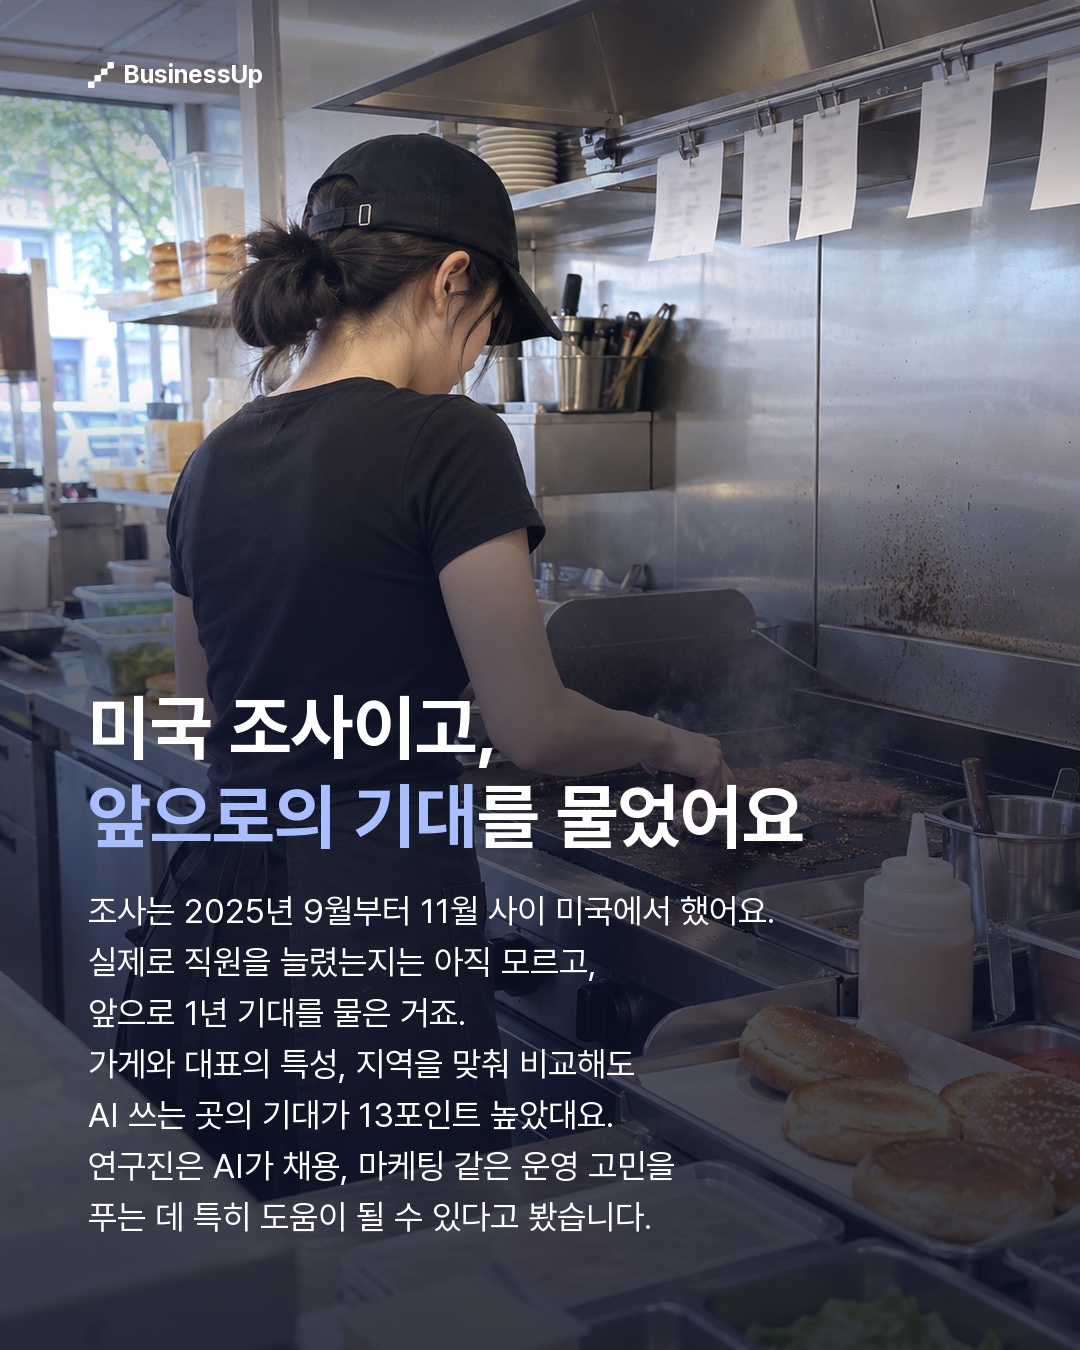 BusinessUp
미국 조사이고,
앞으로의 기대를 물었어요
조사는 2025년 9월부터 11월 사이 미국에서 했어요.
실제로 직원을 늘렸는지는 아직 모르고,
앞으로 1년 기대를 물은 거죠.
가게와 대표의 특성, 지역을 맞춰 비교해도
AI 쓰는 곳의 기대가 13포인트 높았대요.
연구진은 AI가 채용, 마케팅 같은 운영 고민을
푸는 데 특히 도움이 될 수 있다고 봤습니다.